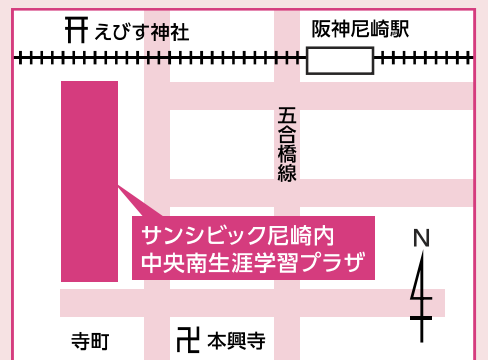 えびす神社
阪神尼崎駅
五合橋線
サンシビック尼崎内
中央南生涯学習プラザ
N
寺町
本興寺